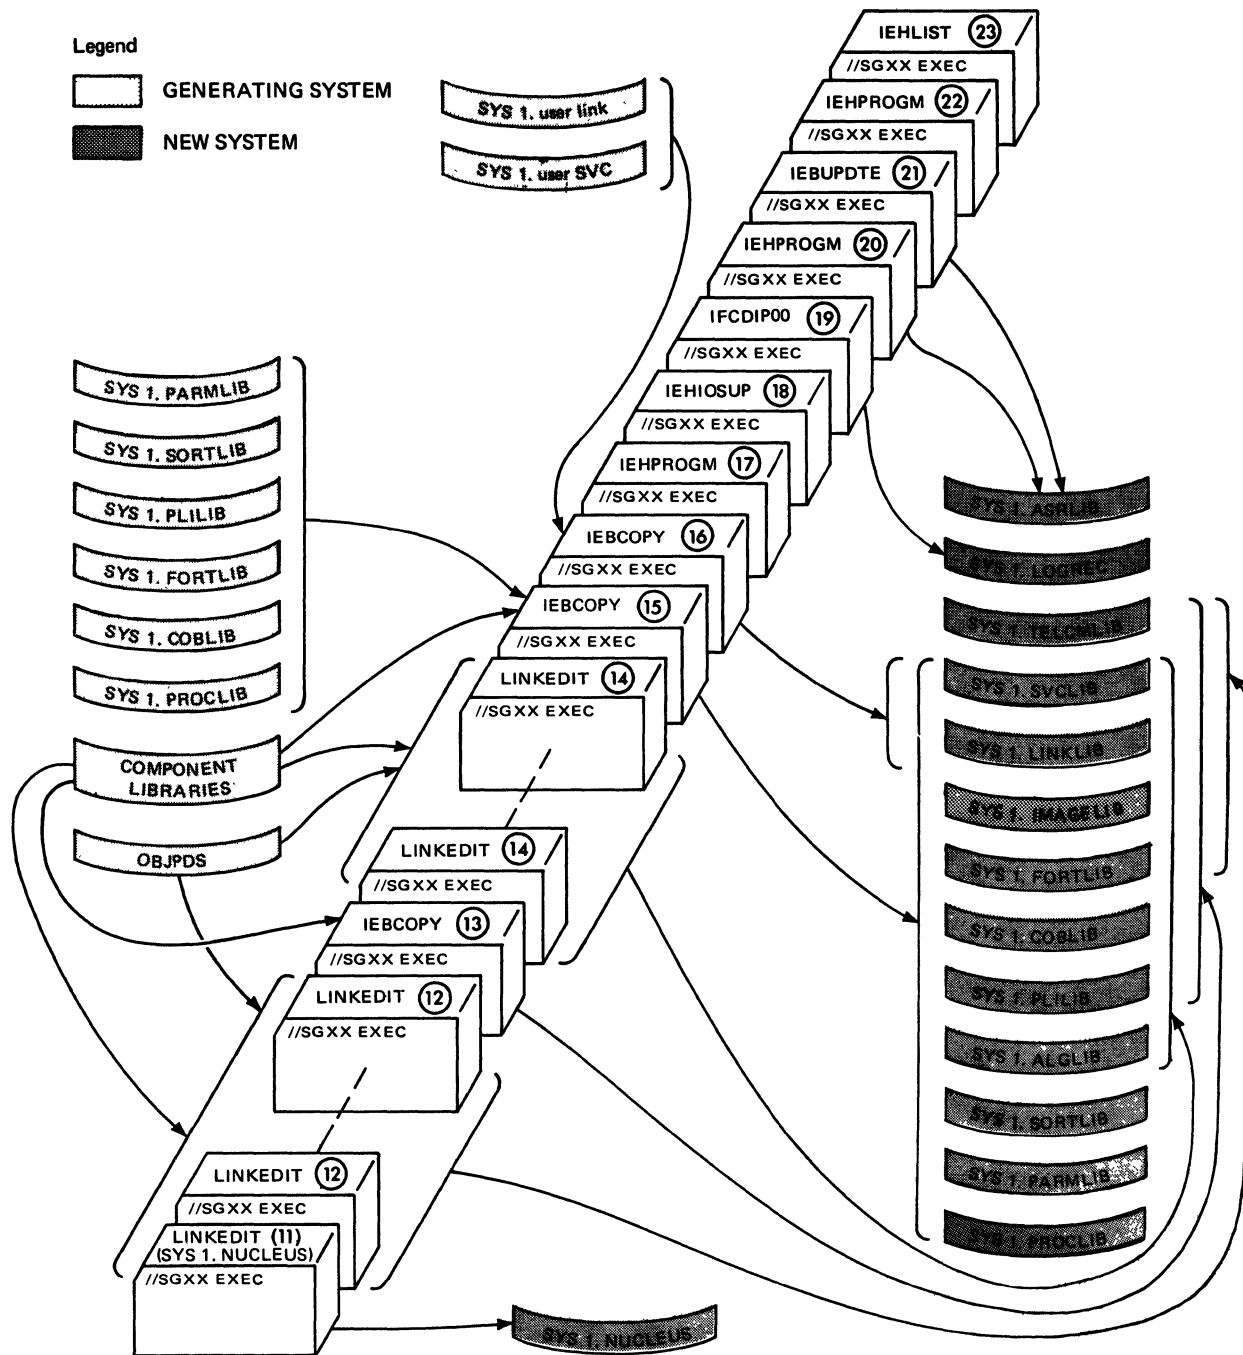 Legend
GENERATING SYSTEM
NEW SYSTEM
SYS 1. user link
SYS 1. user SVC
IEHLIST 23
//SGXX EXEC
IEHPROGM 22
//SGXX EXEC
IEBUPDTE 21
//SGXX EXEC
IEHPROGM 20
//SGXX EXEC
IFCDIP00 19
//SGXX EXEC
IEHIOSUP 18
//SGXX EXEC
IEHPROGM 17
//SGXX EXEC
IEBCOPY 16
//SGXX EXEC
IEBCOPY 15
//SGXX EXEC
LINKEDIT 14
//SGXX EXEC
LINKEDIT 14
//SGXX EXEC
IEBCOPY 13
//SGXX EXEC
LINKEDIT 12
//SGXX EXEC
LINKEDIT 12
//SGXX EXEC
LINKEDIT (11)
(SYS 1. NUCLEUS)
//SGXX EXEC
SYS 1. PARMLIB
SYS 1. SORTLIB
SYS 1. PLILIB
SYS 1. FORTLIB
SYS 1. COBLIB
SYS 1. PROCLIB
COMPONENT
LIBRARIES
OBJPDS
SYS 1. ASRLIB
SYS 1. LOGREC
SYS 1. TELCMLIB
SYS 1. SVCLIB
SYS 1. LINKLIB
SYS 1. IMAGELIB
SYS 1. FORTLIB
SYS 1. COBLIB
SYS 1. PLILIB
SYS 1. ALGLIB
SYS 1. SORTLIB
SYS 1. PARMLIB
SYS 1. PROCLIB
SYS 1. NUCLEUS